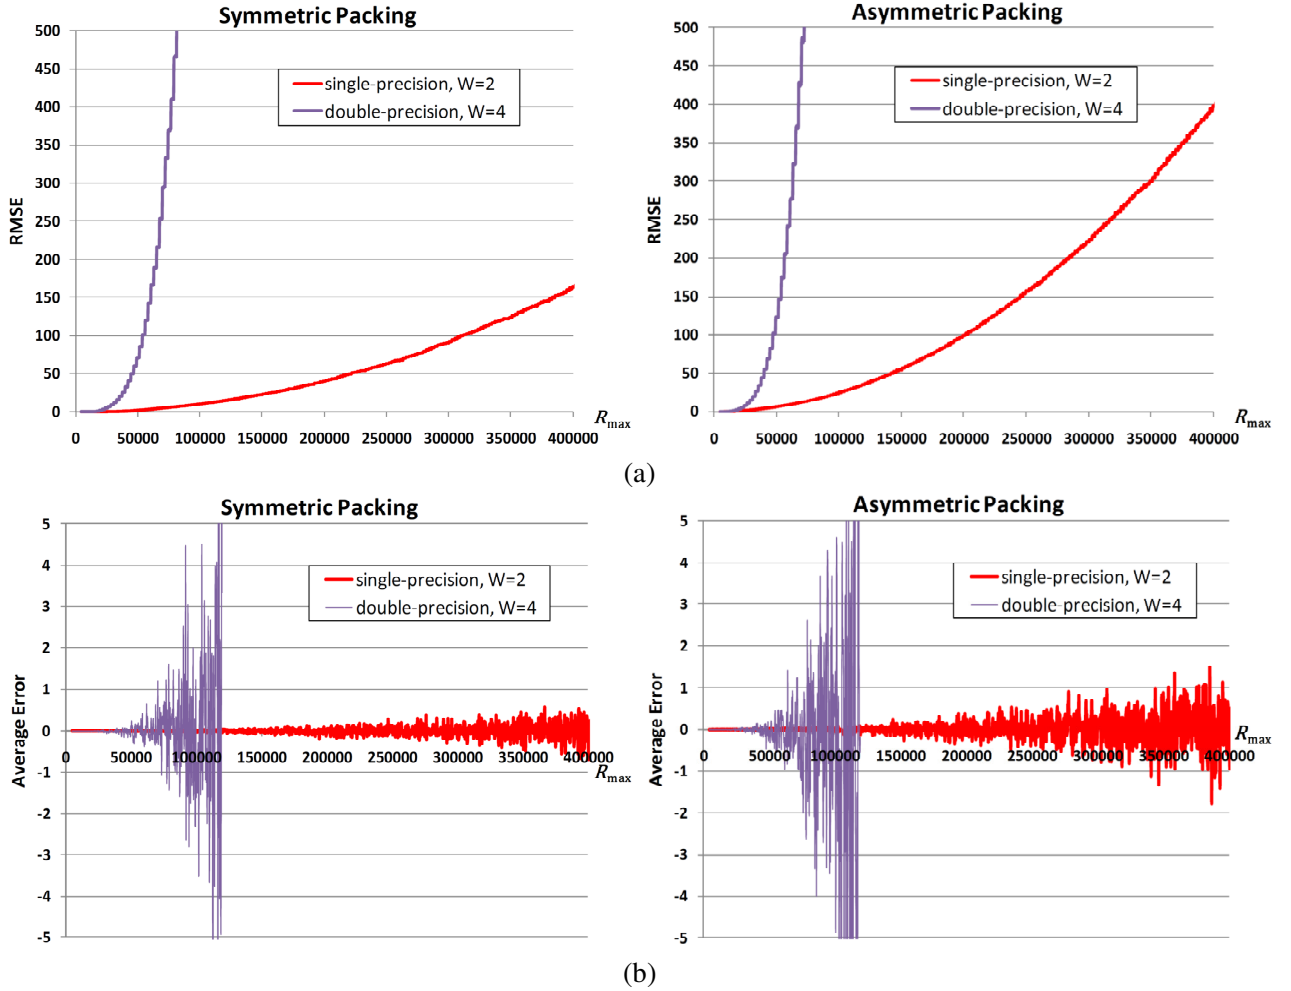 Symmetric Packing
500
450
400
350
300
250
200
150
100
50
0
RMSE
single-precision, W=2
double-precision, W=4
0 50000 100000 150000 200000 250000 300000 350000 400000
Rmax
Asymmetric Packing
500
450
400
350
300
250
200
150
100
50
0
RMSE
single-precision, W=2
double-precision, W=4
0 50000 100000 150000 200000 250000 300000 350000 400000
Rmax
(a)
Symmetric Packing
5
4
3
2
1
0
-1
-2
-3
-4
-5
Average Error
single-precision, W=2
double-precision, W=4
0 50000 100000 150000 200000 250000 300000 350000 400000
Rmax
Asymmetric Packing
5
4
3
2
1
0
-1
-2
-3
-4
-5
Average Error
single-precision, W=2
double-precision, W=4
0 50000 100000 150000 200000 250000 300000 350000 400000
Rmax
(b)